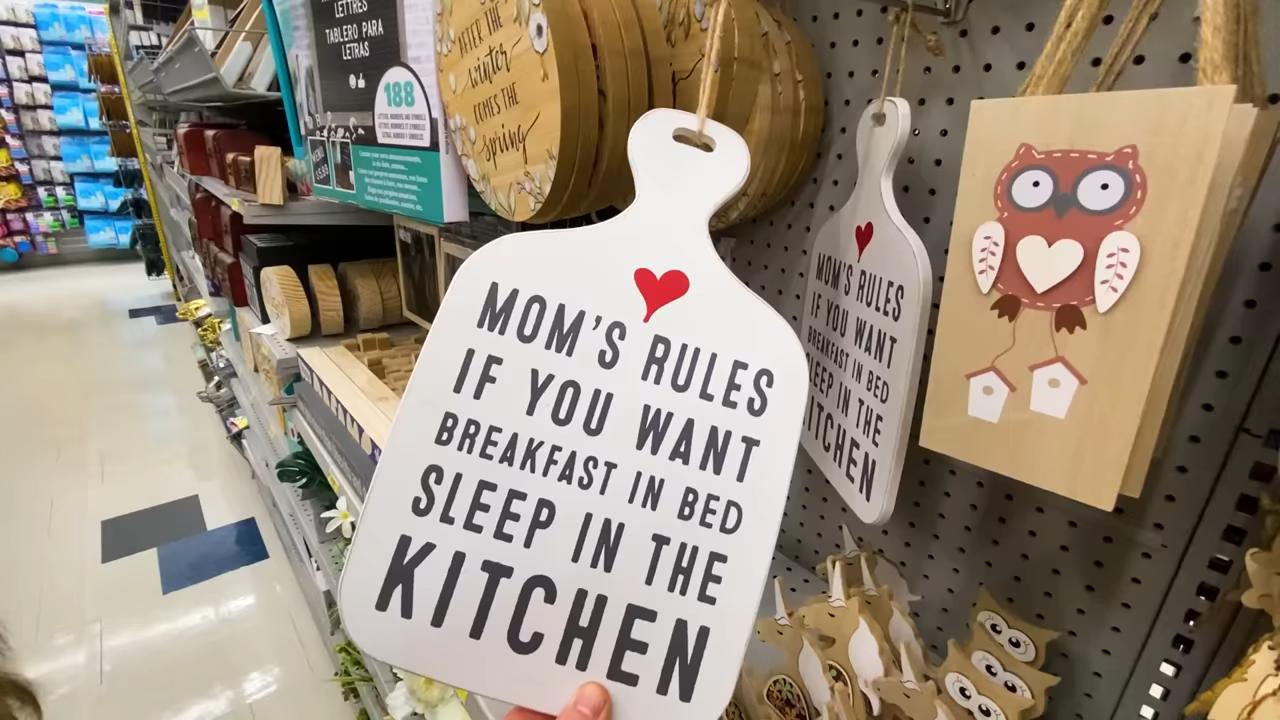 LETTRES
TABLERO PARA
LETRAS
188
AFTER THE
winter
COMES THE
Spring
MOM'S RULES
IF YOU WANT
BREAKFAST IN BED
SLEEP IN THE
KITCHEN
MOM'S RULES
IF YOU WANT
BREAKFAST IN BED
SLEEP IN THE
KITCHEN